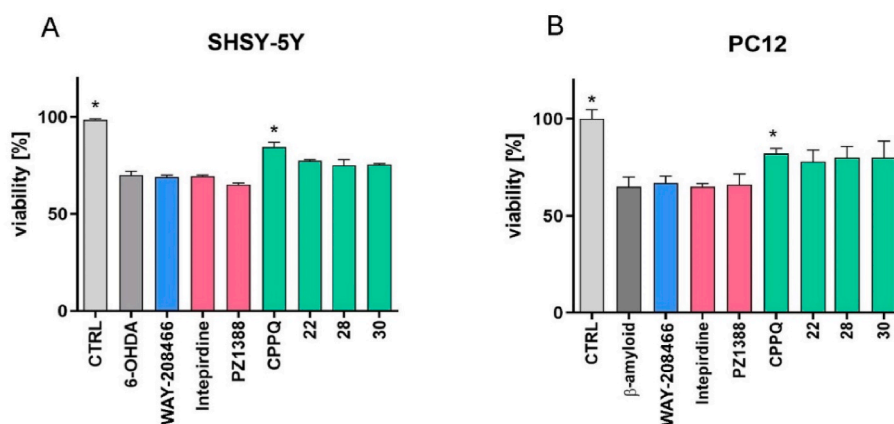 A
SHSY-5Y
viability [%]
100
50
0
*
*
CTRL
6-OHDA
WAY-208466
Intepirdine
PZ1388
CPPQ
22
28
30
B
PC12
viability [%]
100
50
0
*
*
CTRL
β-amyloid
WAY-208466
Intepirdine
PZ1388
CPPQ
22
28
30